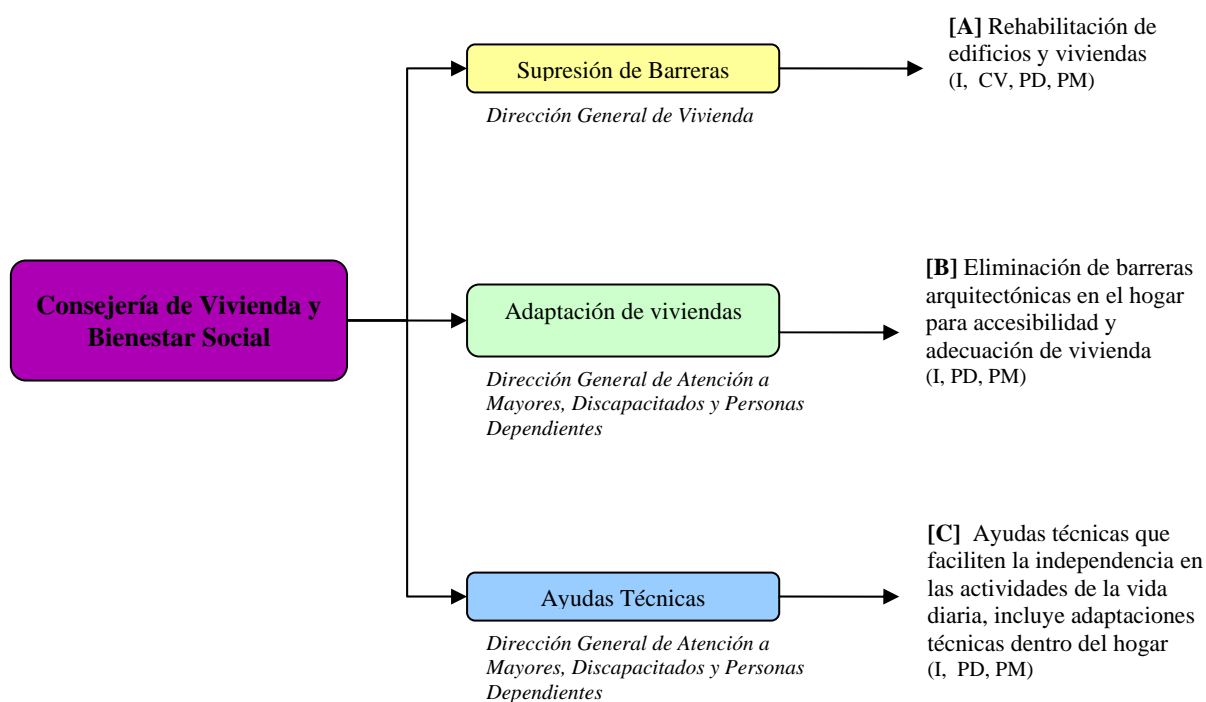 [A] Rehabilitación de
edificios y viviendas
(I, CV, PD, PM)
Supresión de Barreras
Dirección General de Vivienda
Consejería de Vivienda y
Bienestar Social
Adaptación de viviendas
Dirección General de Atención a
Mayores, Discapacitados y Personas
Dependientes
[B] Eliminación de barreras
arquitectónicas en el hogar
para accesibilidad y
adecuación de vivienda
(I, PD, PM)
Ayudas Técnicas
Dirección General de Atención a
Mayores, Discapacitados y Personas
Dependientes
[C] Ayudas técnicas que
faciliten la independencia en
las actividades de la vida
diaria, incluye adaptaciones
técnicas dentro del hogar
(I, PD, PM)